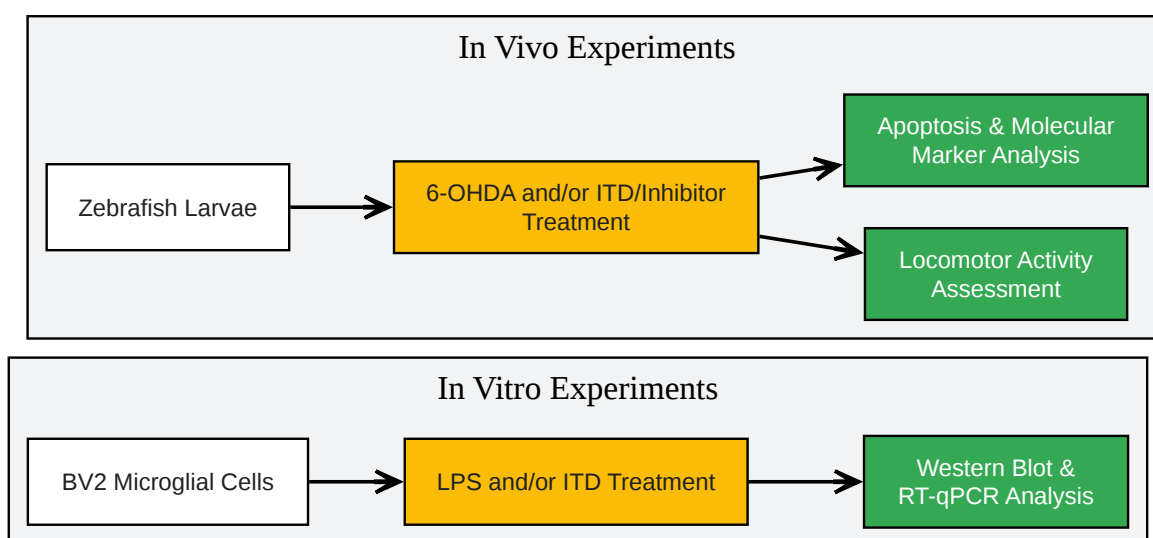 In Vivo Experiments
Zebrafish Larvae
6-OHDA and/or ITD/Inhibitor
Treatment
Apoptosis & Molecular
Marker Analysis
Locomotor Activity
Assessment
In Vitro Experiments
BV2 Microglial Cells
LPS and/or ITD Treatment
Western Blot &
RT-qPCR Analysis